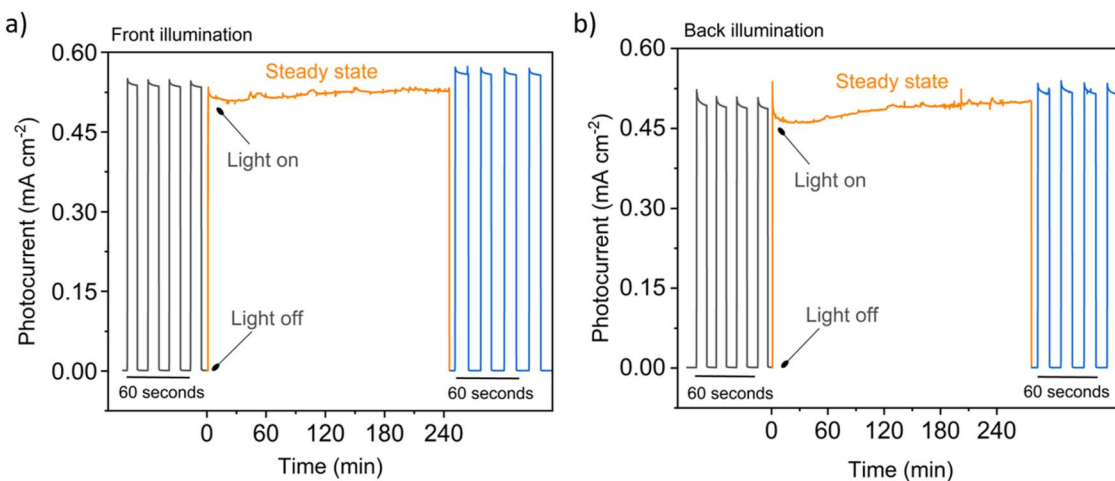 a)
Front illumination
0.60
0.45
0.30
0.15
0.00
Photocurrent (mA cm⁻²)
Steady state
Light on
Light off
60 seconds
60 seconds
0 60 120 180 240
Time (min)
b)
Back illumination
0.60
0.45
0.30
0.15
0.00
Photocurrent (mA cm⁻²)
Steady state
Light on
Light off
60 seconds
60 seconds
0 60 120 180 240
Time (min)